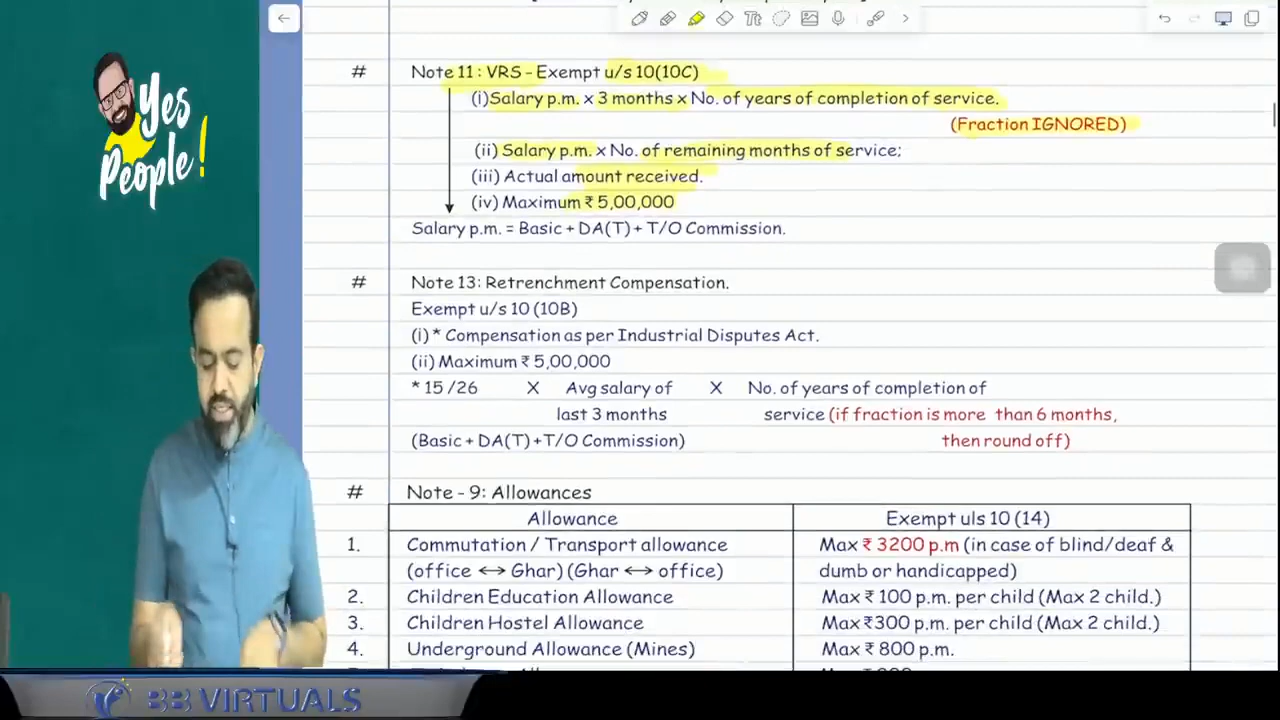 Yes
People!
# Note 11: VRS - Exempt u/s 10(10C)
(i) Salary p.m. x 3 months x No. of years of completion of service.
(Fraction IGNORED)
(ii) Salary p.m. x No. of remaining months of service;
(iii) Actual amount received.
(iv) Maximum ₹ 5,00,000
Salary p.m. = Basic + DA(T) + T/O Commission.
# Note 13: Retrenchment Compensation.
Exempt u/s 10 (10B)
(i) * Compensation as per Industrial Disputes Act.
(ii) Maximum ₹ 5,00,000
* 15 /26 X Avg salary of X No. of years of completion of
last 3 months service (if fraction is more than 6 months,
(Basic + DA(T) +T/O Commission) then round off)
# Note - 9: Allowances
Allowance Exempt uls 10 (14)
1. Commutation / Transport allowance Max ₹ 3200 p.m (in case of blind/deaf &
(office ↔ Ghar) (Ghar ↔ office) dumb or handicapped)
2. Children Education Allowance Max ₹ 100 p.m. per child (Max 2 child.)
3. Children Hostel Allowance Max ₹300 p.m. per child (Max 2 child.)
4. Underground Allowance (Mines) Max ₹ 800 p.m.
BB VIRTUALS